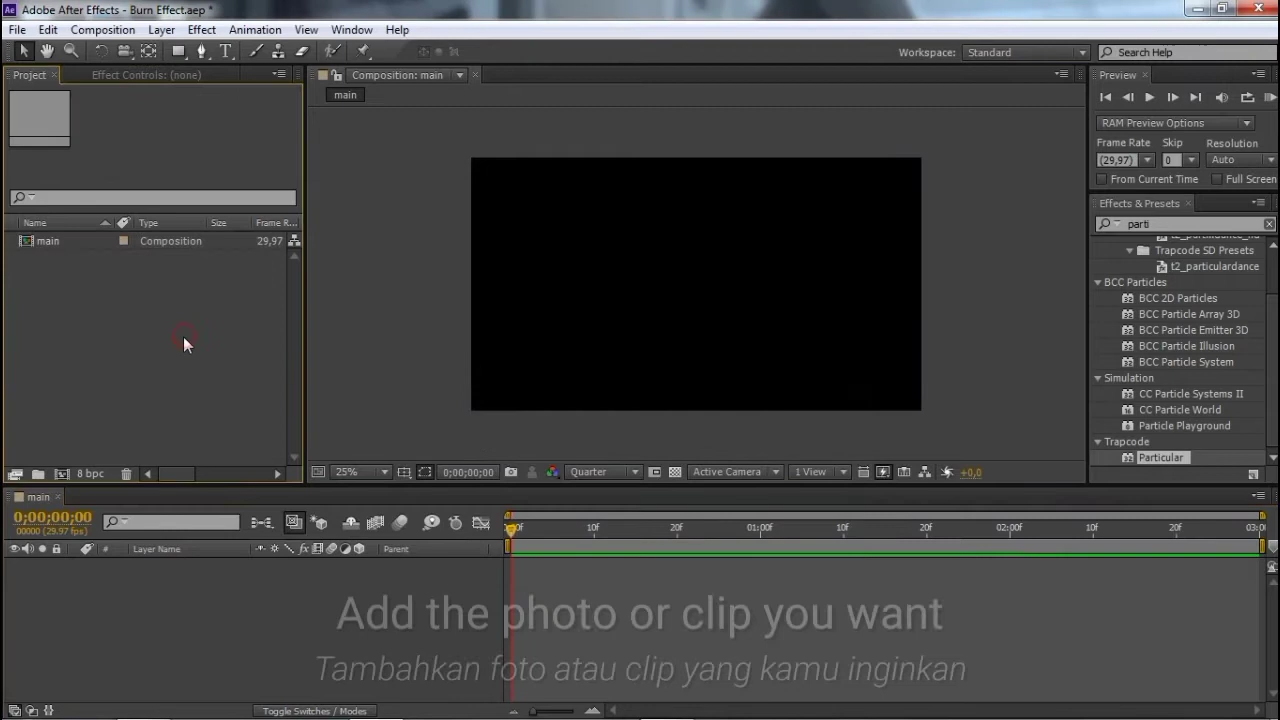 Adobe After Effects - Burn Effect.aep *
File Edit Composition Layer Effect Animation View Window Help
Workspace: Standard Search Help
Project Effect Controls: (none) Composition: main Preview
main
RAM Preview Options
Frame Rate Skip Resolution
(29,97) 0 Auto
From Current Time Full Screen
Effects & Presets
parti
Name Type Size Frame R...
main Composition 29,97
Trapcode SD Presets
t2_particulardance
BCC Particles
BCC 2D Particles
BCC Particle Array 3D
BCC Particle Emitter 3D
BCC Particle Illusion
BCC Particle System
Simulation
CC Particle Systems II
CC Particle World
Particle Playground
Trapcode
Particular
8 bpc 25% 0;00;00;00 Quarter Active Camera 1 View +0,0
main
0;00;00;00
00000 (29.97 fps)
10f 20f 01:00f 10f 20f 02:00f 10f 20f 03:0
# Layer Name Parent
Add the photo or clip you want
Tambahkan foto atau clip yang kamu inginkan
Toggle Switches / Modes